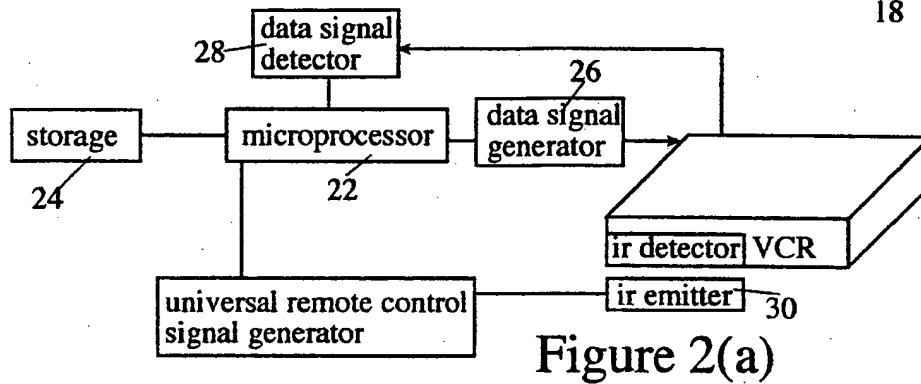 18
data signal
detector
28
26
storage
microprocessor
data signal
generator
24
22
ir detector
VCR
universal remote control
signal generator
ir emitter
30
Figure 2(a)